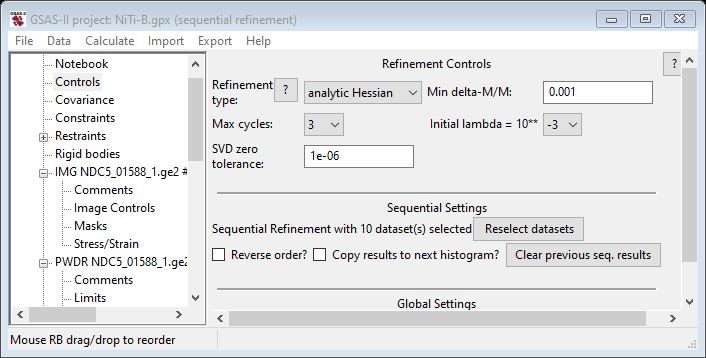 GSAS-II project: NiTi-B.gpx (sequential refinement)
File Data Calculate Import Export Help
Notebook
Controls
Covariance
Constraints
Restraints
Rigid bodies
IMG NDC5_01588_1.ge2 #
Comments
Image Controls
Masks
Stress/Strain
PWDR NDC5_01588_1.ge2
Comments
Limits
Refinement Controls
?
Refinement type: ? analytic Hessian Min delta-M/M: 0.001
Max cycles: 3 Initial lambda = 10** -3
SVD zero tolerance: 1e-06
Sequential Settings
Sequential Refinement with 10 dataset(s) selected Reselect datasets
Reverse order? Copy results to next histogram? Clear previous seq. results
Global Settings
Mouse RB drag/drop to reorder